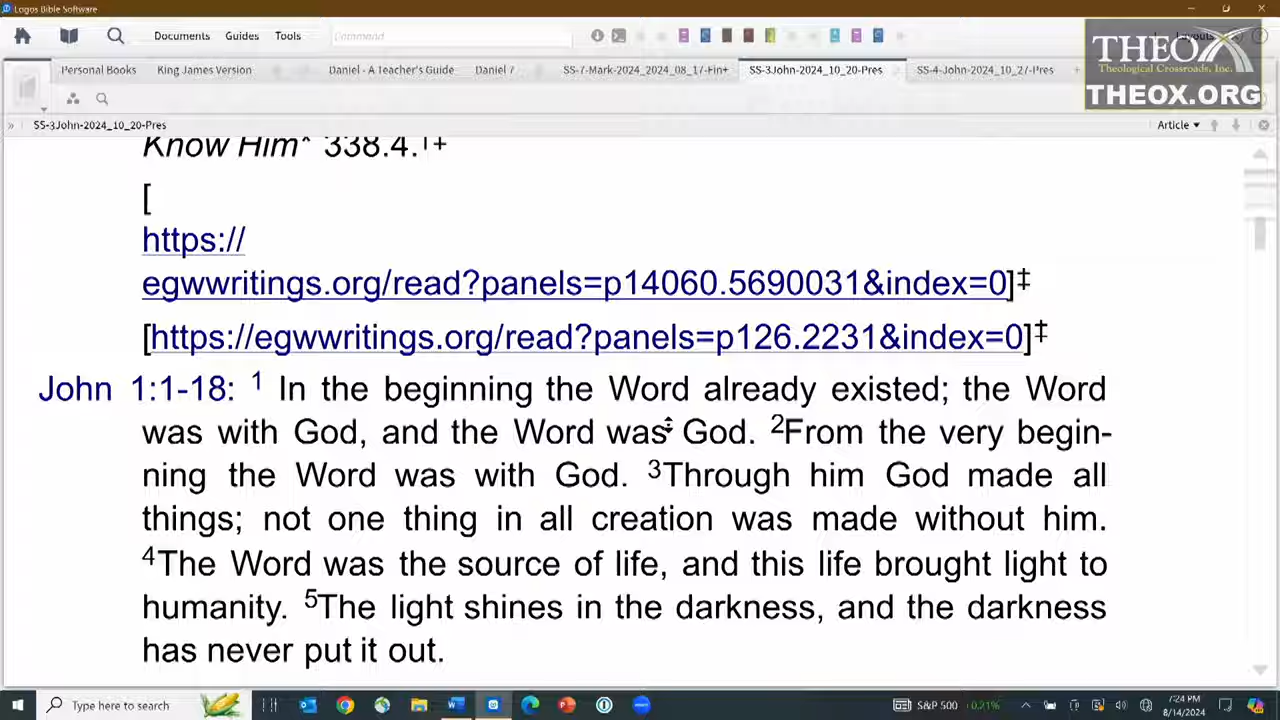 Logos Bible Software
Documents Guides Tools Command
Layouts
THEOX
Theological Crossroads, Inc.
THEOX.ORG
Personal Books King James Version Daniel - A Teacher's SS-7-Mark-2024_2024_08_17-Fin+ SS-3John-2024_10_20-Pres SS-4-John-2024_10_27-Pres +
» SS-3John-2024_10_20-Pres Article
Know Him^ 338.4.†+
[
https://
egwwritings.org/read?panels=p14060.5690031&index=0]‡
[https://egwwritings.org/read?panels=p126.2231&index=0]‡
John 1:1-18: 1 In the beginning the Word already existed; the Word
was with God, and the Word was God. 2From the very begin-
ning the Word was with God. 3Through him God made all
things; not one thing in all creation was made without him.
4The Word was the source of life, and this life brought light to
humanity. 5The light shines in the darkness, and the darkness
has never put it out.
Type here to search S&P 500 +0.21% 7:24 PM
8/14/2024